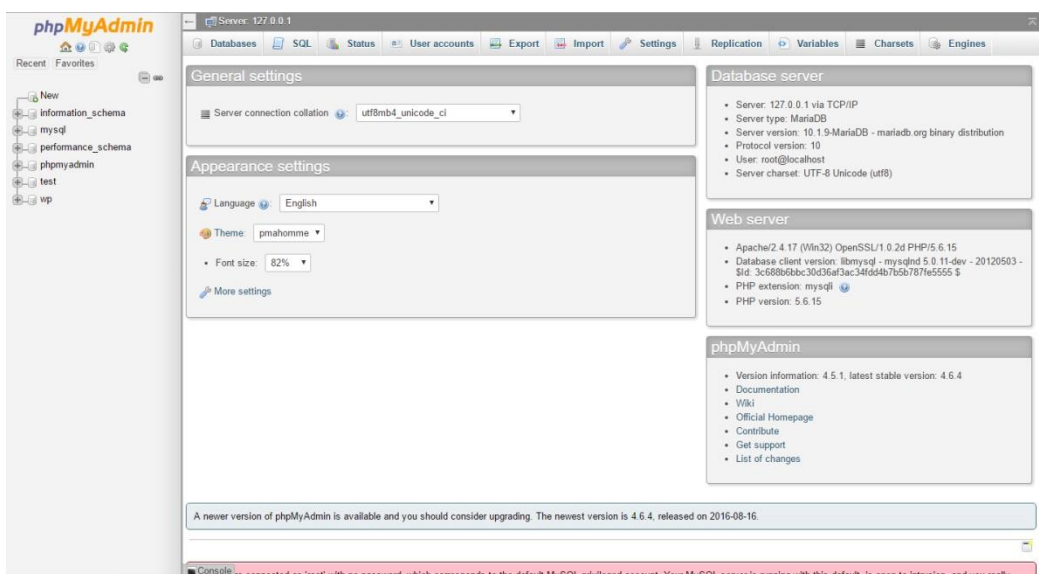 phpMyAdmin
Recent Favorites
New
information_schema
mysql
performance_schema
phpmyadmin
test
wp
Server: 127.0.0.1
Databases SQL Status User accounts Export Import Settings Replication Variables Charsets Engines
General settings
Server connection collation : utf8mb4_unicode_ci
Appearance settings
Language : English
Theme: pmahomme
Font size: 82%
More settings
Database server
Server: 127.0.0.1 via TCP/IP
Server type: MariaDB
Server version: 10.1.9-MariaDB - mariadb.org binary distribution
Protocol version: 10
User: root@localhost
Server charset: UTF-8 Unicode (utf8)
Web server
Apache/2.4.17 (Win32) OpenSSL/1.0.2d PHP/5.6.15
Database client version: libmysql - mysqlnd 5.0.11-dev - 20120503 -
$Id: 3c688b6bbc30d36af3ac34fdd4b7b5b787fe5555 $
PHP extension: mysqli
PHP version: 5.6.15
phpMyAdmin
Version information: 4.5.1, latest stable version: 4.6.4
Documentation
Wiki
Official Homepage
Contribute
Get support
List of changes
A newer version of phpMyAdmin is available and you should consider upgrading. The newest version is 4.6.4, released on 2016-08-16.
Console